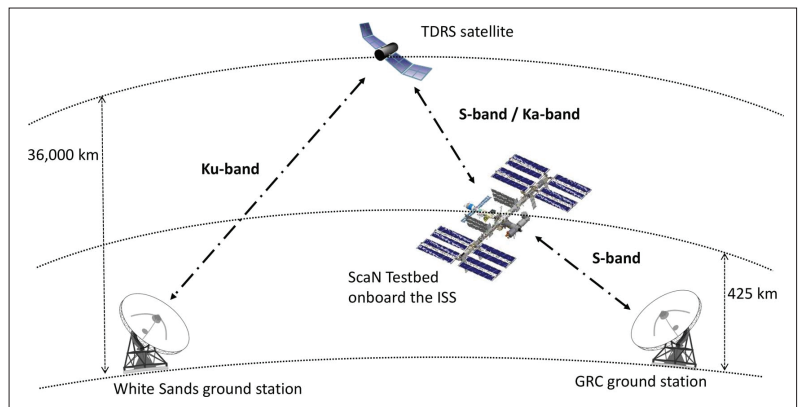 TDRS satellite
S-band / Ka-band
36,000 km
Ku-band
ScaN Testbed
onboard the ISS
S-band
425 km
White Sands ground station
GRC ground station